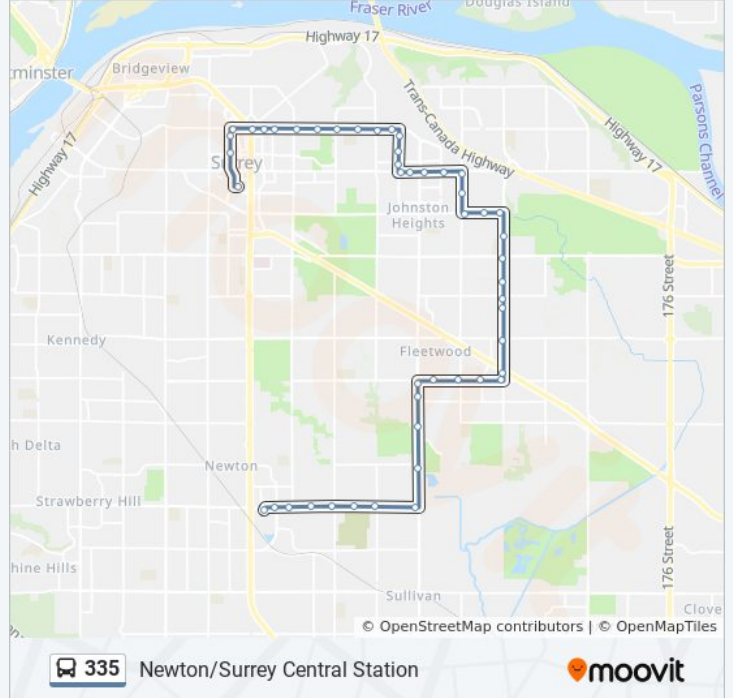 Fraser River
Douglas Island
Highway 17
tminster
Bridgeview
Trans-Canada Highway
Parsons Channel
Highway 17
Highway 17
Johnston
Heights
176 Street
Kennedy
Fleetwood
h Delta
Newton
Strawberry Hill
176 Street
hine Hills
Sullivan
Clove
© OpenStreetMap contributors | © OpenMapTiles
335 Newton/Surrey Central Station
moovit